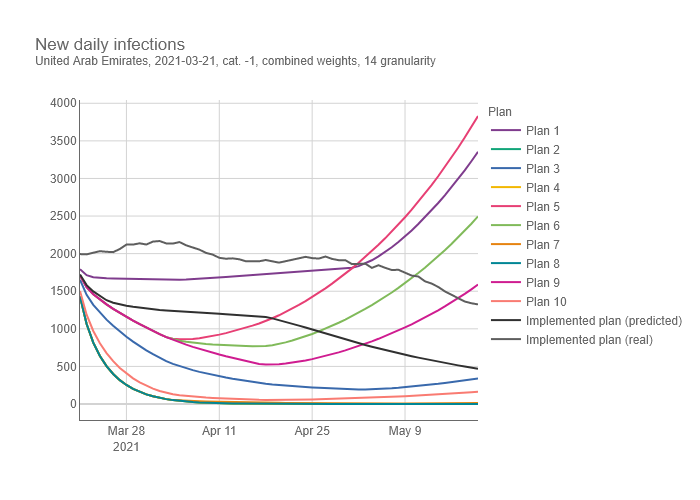 New daily infections
United Arab Emirates, 2021-03-21, cat. -1, combined weights, 14 granularity
4000
3500
3000
2500
2000
1500
1000
500
0
Mar 28
2021
Apr 11
Apr 25
May 9
Plan
Plan 1
Plan 2
Plan 3
Plan 4
Plan 5
Plan 6
Plan 7
Plan 8
Plan 9
Plan 10
Implemented plan (predicted)
Implemented plan (real)